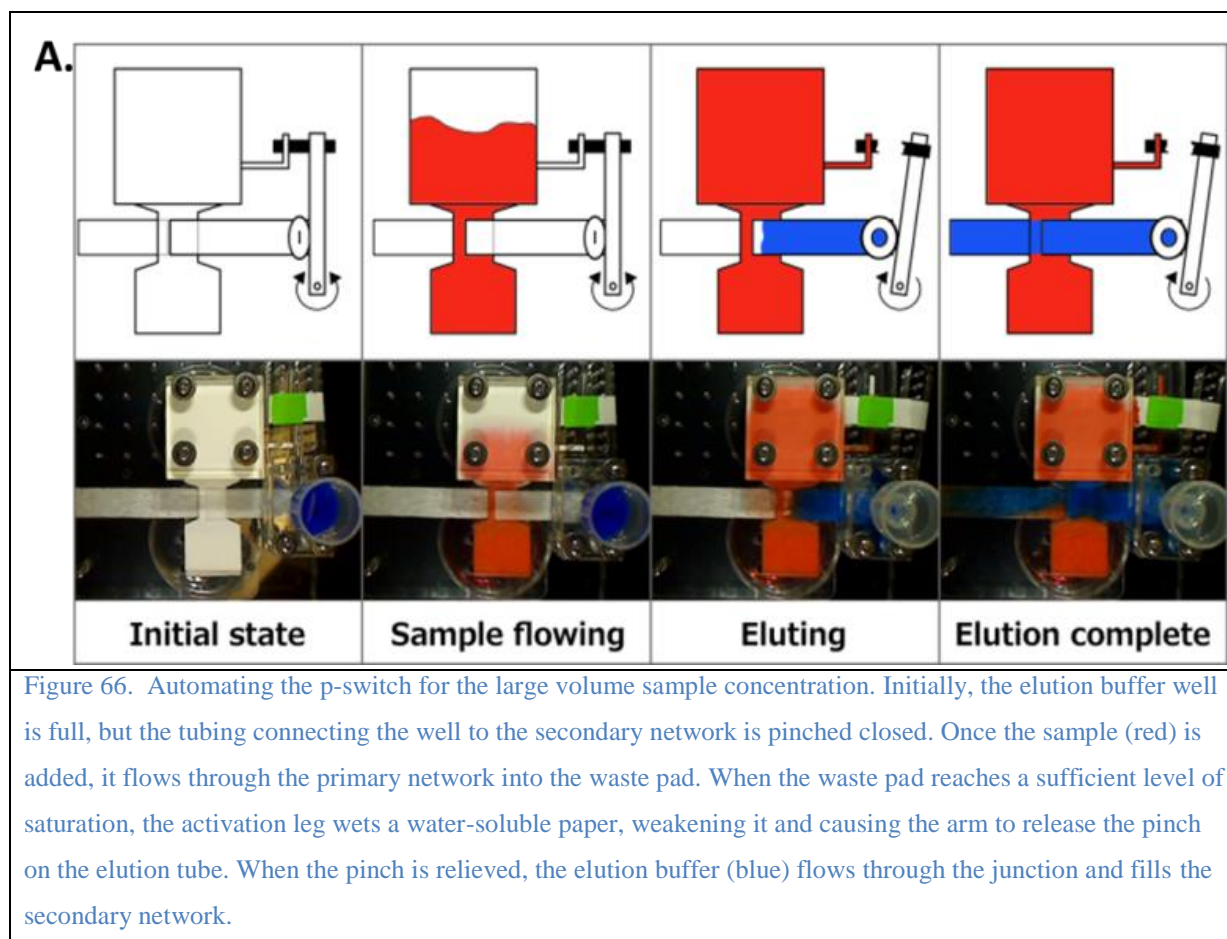 A.
Initial state
Sample flowing
Eluting
Elution complete
Figure 66. Automating the p-switch for the large volume sample concentration. Initially, the elution buffer well
is full, but the tubing connecting the well to the secondary network is pinched closed. Once the sample (red) is
added, it flows through the primary network into the waste pad. When the waste pad reaches a sufficient level of
saturation, the activation leg wets a water-soluble paper, weakening it and causing the arm to release the pinch
on the elution tube. When the pinch is relieved, the elution buffer (blue) flows through the junction and fills the
secondary network.